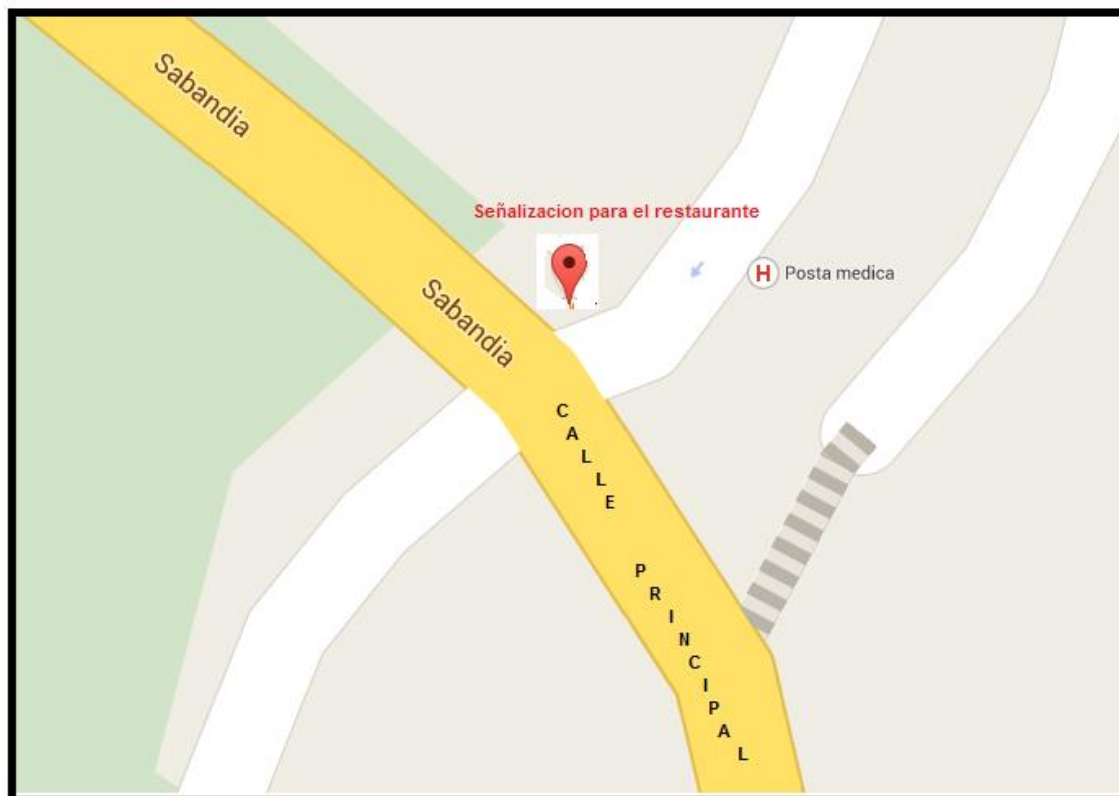 Sabandia
Señalizacion para el restaurante
H Posta medica
Sabandia
CALLE PRINCIPAL